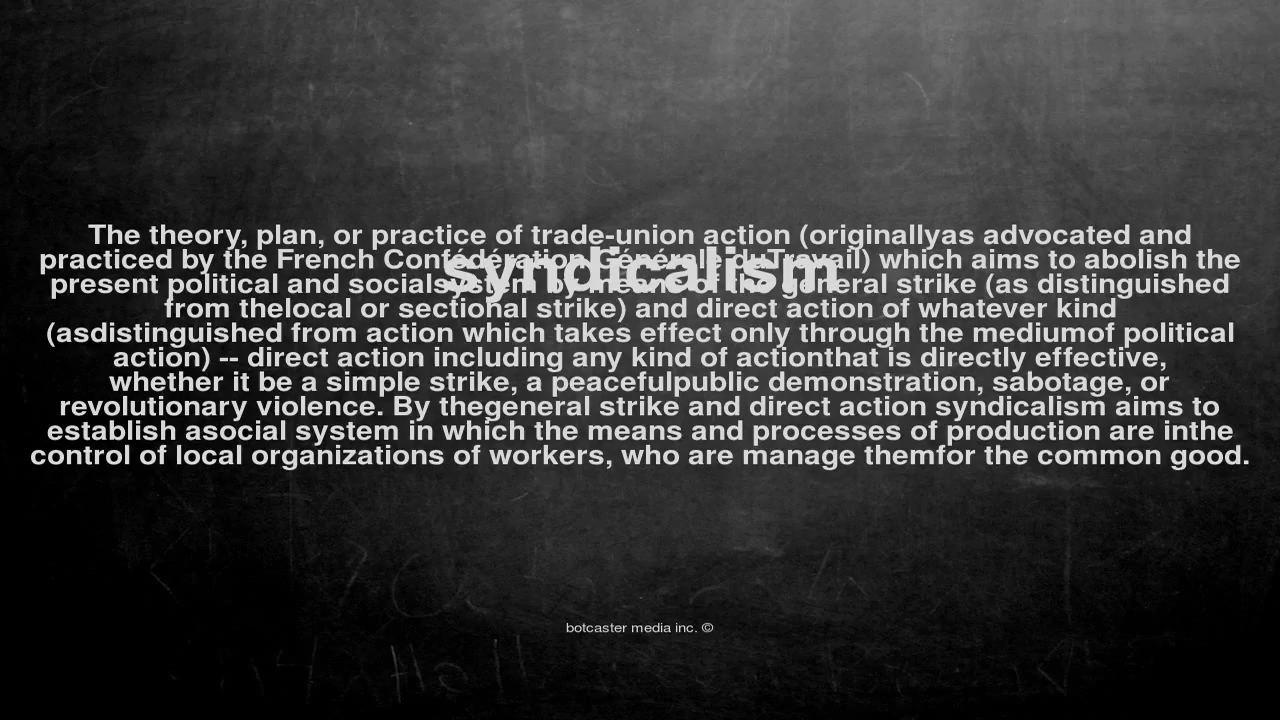 The theory, plan, or practice of trade-union action (originallyas advocated and
syndicalism
practiced by the French Confédération Générale duTravail) which aims to abolish the
present political and socialsystem by means of the general strike (as distinguished
from thelocal or sectional strike) and direct action of whatever kind
(asdistinguished from action which takes effect only through the mediumof political
action) -- direct action including any kind of actionthat is directly effective,
whether it be a simple strike, a peacefulpublic demonstration, sabotage, or
revolutionary violence. By thegeneral strike and direct action syndicalism aims to
establish asocial system in which the means and processes of production are inthe
control of local organizations of workers, who are manage themfor the common good.
botcaster media inc. ©